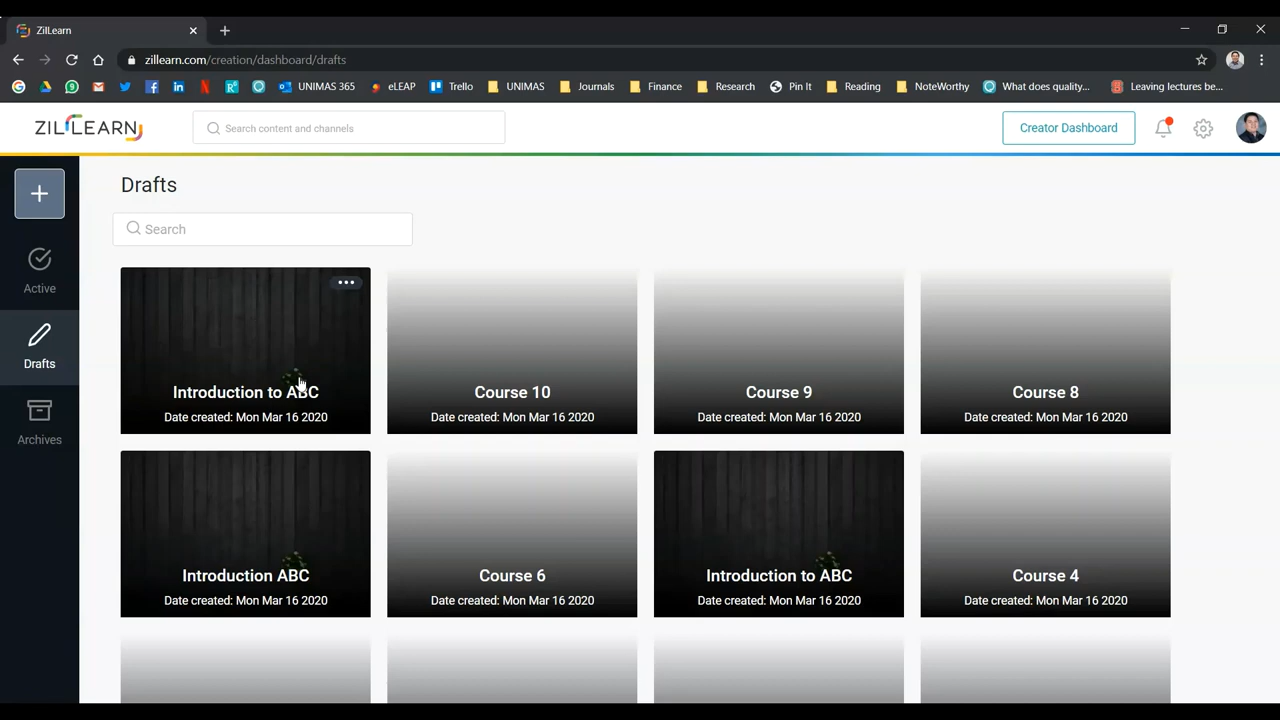 ZilLearn
zillearn.com/creation/dashboard/drafts
UNIMAS 365
eLEAP
Trello
UNIMAS
Journals
Finance
Research
Pin It
Reading
NoteWorthy
What does quality...
Leaving lectures be...
ZILLEARN
Search content and channels
Creator Dashboard
Drafts
Search
Active
Drafts
Archives
Introduction to ABC
Date created: Mon Mar 16 2020
Course 10
Date created: Mon Mar 16 2020
Course 9
Date created: Mon Mar 16 2020
Course 8
Date created: Mon Mar 16 2020
Introduction ABC
Date created: Mon Mar 16 2020
Course 6
Date created: Mon Mar 16 2020
Introduction to ABC
Date created: Mon Mar 16 2020
Course 4
Date created: Mon Mar 16 2020